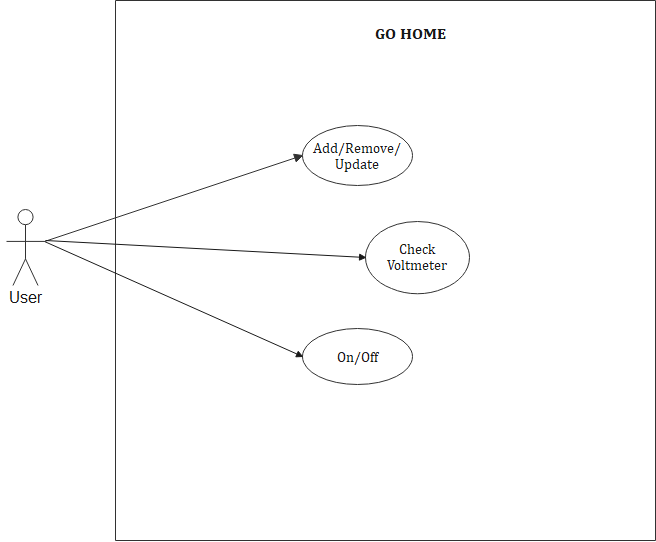 GO HOME
Add/Remove/
Update
Check
Voltmeter
User
On/Off